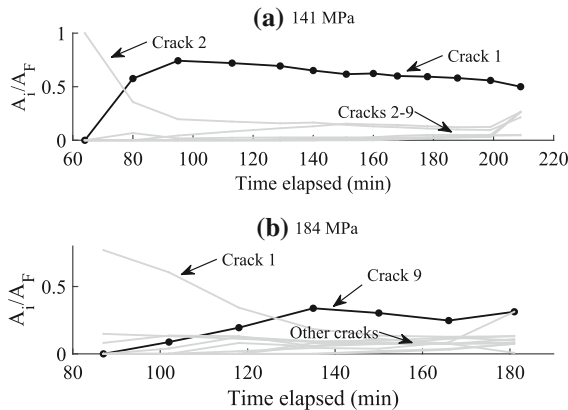 (a) 141 MPa
1
Crack 2
Crack 1
0.5
A_i/A_F
Cracks 2-9
0
60 80 100 120 140 160 180 200 220
Time elapsed (min)
(b) 184 MPa
Crack 1
Crack 9
0.5
A_i/A_F
Other cracks
0
80 100 120 140 160 180
Time elapsed (min)